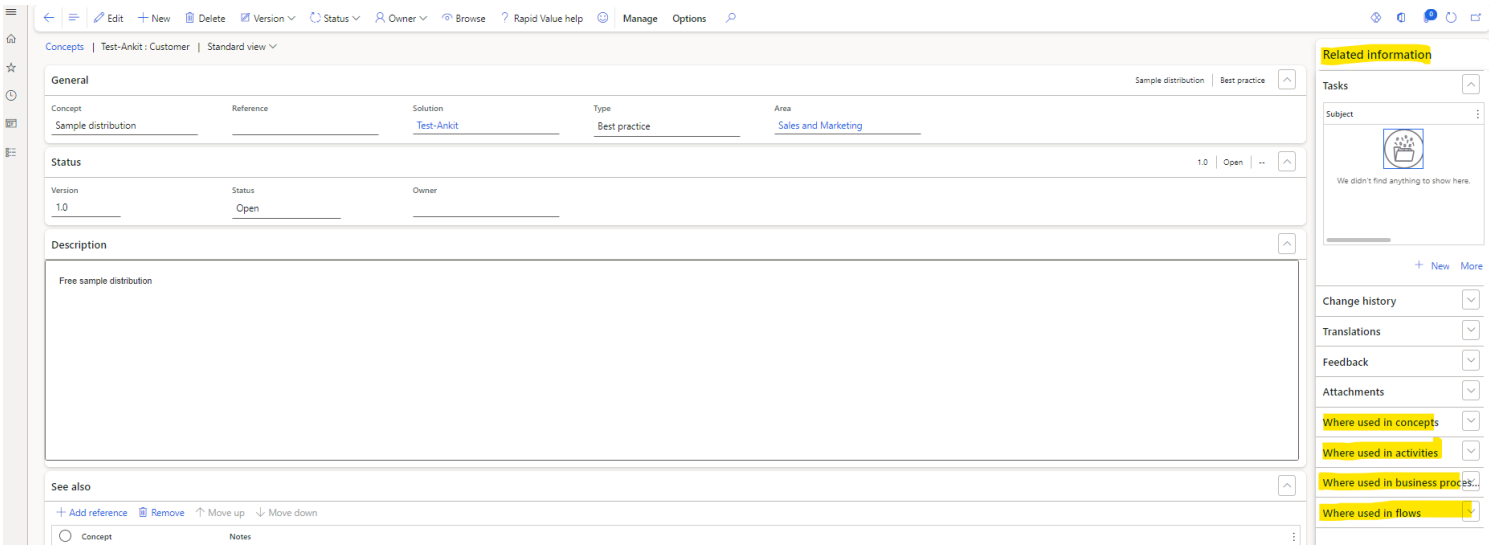 Edit New Delete Version Status Owner Browse ? Rapid Value help Manage Options 0
Concepts | Test-Ankit : Customer | Standard view
General Sample distribution | Best practice
Concept Reference Solution Type Area
Sample distribution Test-Ankit Best practice Sales and Marketing
Status 1.0 | Open | --
Version Status Owner
1.0 Open
Description
Free sample distribution
See also
+ Add reference Remove ↑ Move up ↓ Move down
Concept Notes
Related information
Tasks
Subject
We didn't find anything to show here.
+ New More
Change history
Translations
Feedback
Attachments
Where used in concepts
Where used in activities
Where used in business proces...
Where used in flows